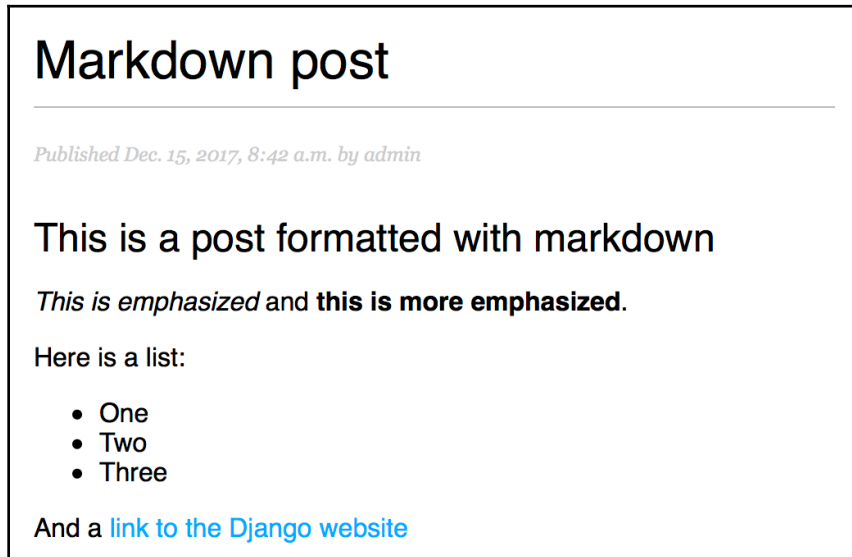 Markdown post
Published Dec. 15, 2017, 8:42 a.m. by admin
This is a post formatted with markdown
This is emphasized and this is more emphasized.
Here is a list:
• One
• Two
• Three
And a link to the Django website